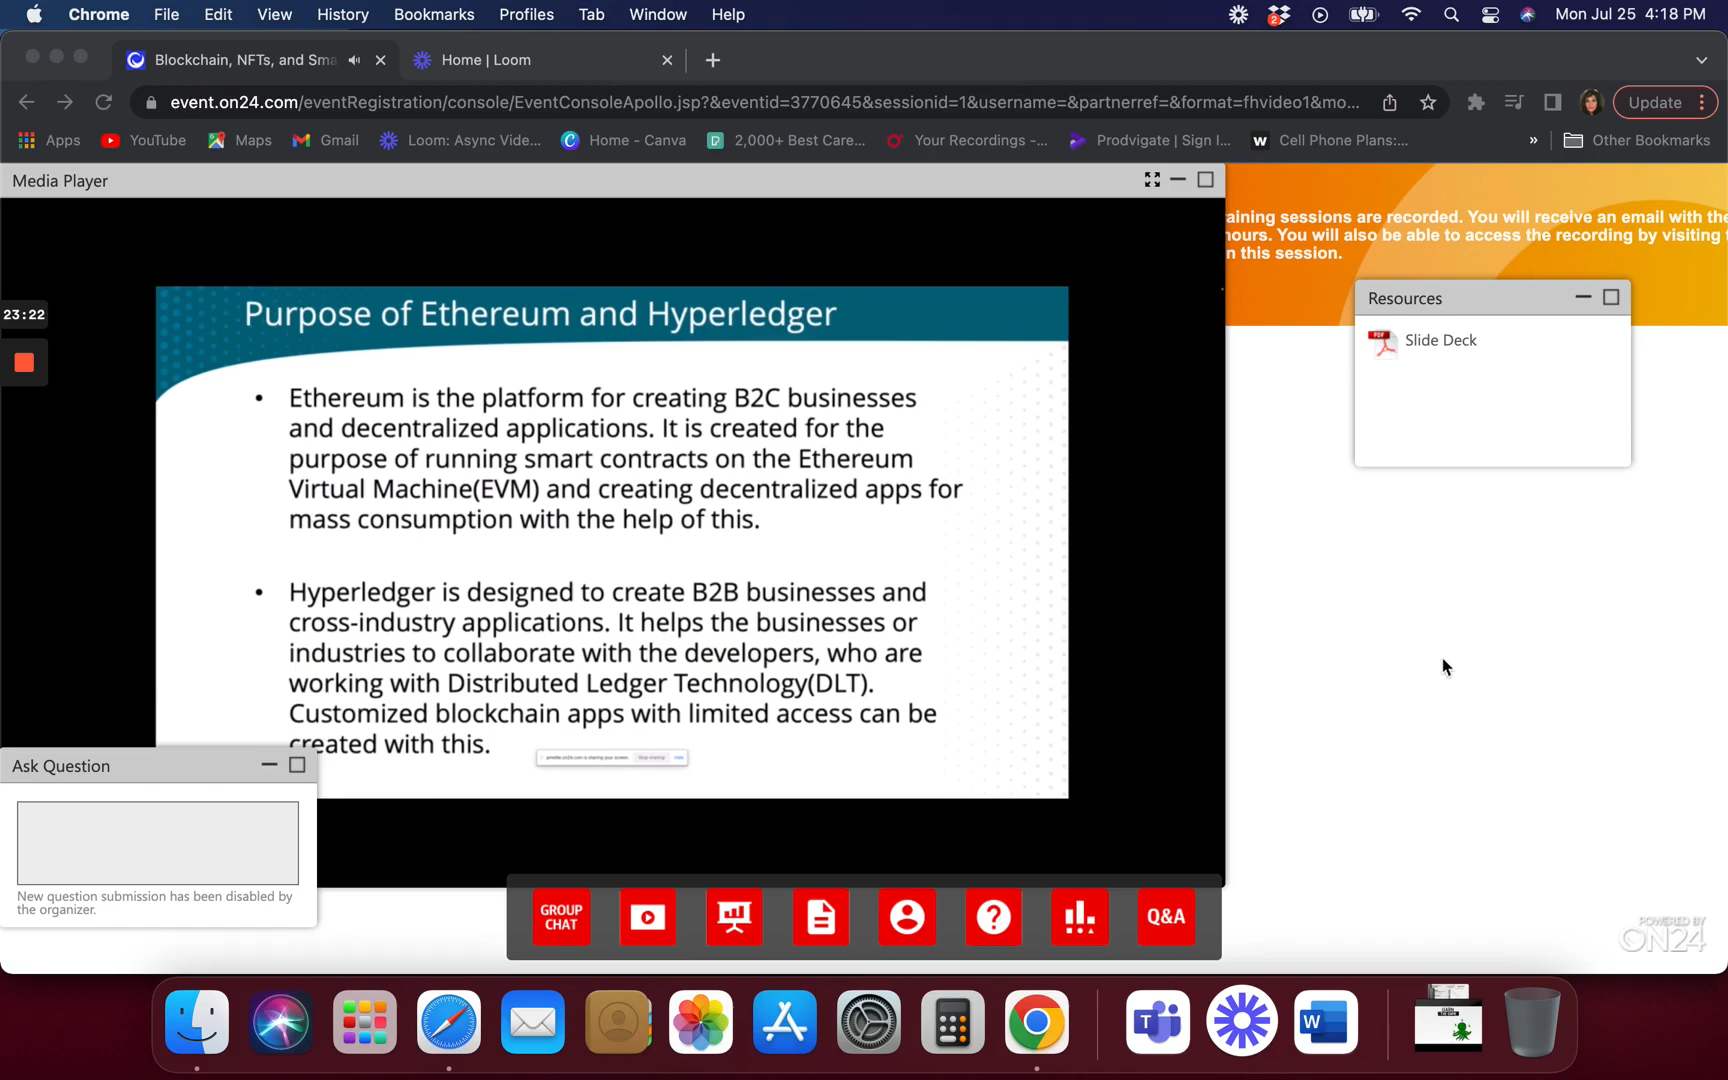 Chrome File Edit View History Bookmarks Profiles Tab Window Help
2
Mon Jul 25 4:18 PM
Blockchain, NFTs, and Sma
Home | Loom
event.on24.com/eventRegistration/console/EventConsoleApollo.jsp?&eventid=3770645&sessionid=1&username=&partnerref=&format=fhvideo1&mo...
Update
Apps YouTube Maps Gmail Loom: Async Vide... Home - Canva 2,000+ Best Care... Your Recordings -... Prodvigate | Sign I... Cell Phone Plans:... » Other Bookmarks
Media Player
aining sessions are recorded. You will receive an email with the
hours. You will also be able to access the recording by visiting
n this session.
Resources
PDF
Slide Deck
23:22
Purpose of Ethereum and Hyperledger
• Ethereum is the platform for creating B2C businesses
and decentralized applications. It is created for the
purpose of running smart contracts on the Ethereum
Virtual Machine(EVM) and creating decentralized apps for
mass consumption with the help of this.
• Hyperledger is designed to create B2B businesses and
cross-industry applications. It helps the businesses or
industries to collaborate with the developers, who are
working with Distributed Ledger Technology(DLT).
Customized blockchain apps with limited access can be
created with this.
is sharing your screen. Stop sharing Hide
Ask Question
New question submission has been disabled by
the organizer.
GROUP
CHAT
Q&A
POWERED BY
ON24
T
W